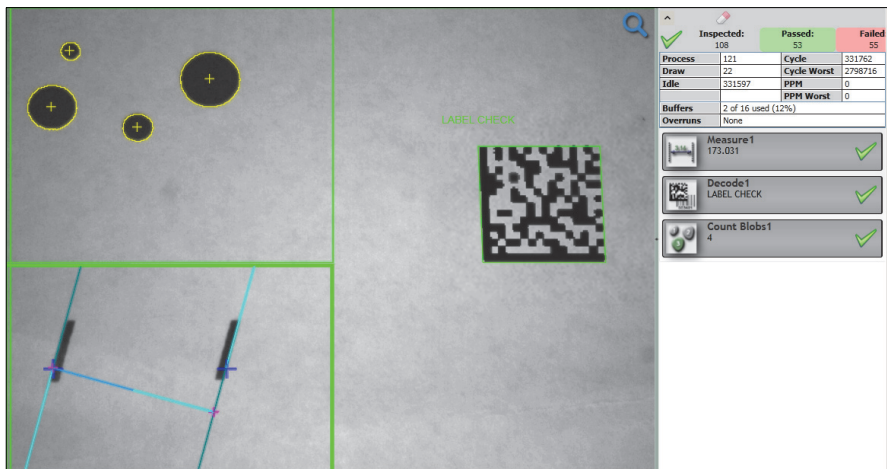 LABEL CHECK
Inspected: Passed: Failed
108 53 55
Process 121 Cycle 331762
Draw 22 Cycle Worst 2798716
Idle 331597 PPM 0
PPM Worst 0
Buffers 2 of 16 used (12%)
Overruns None
Measure1
173.031
Decode1
LABEL CHECK
Count Blobs1
4